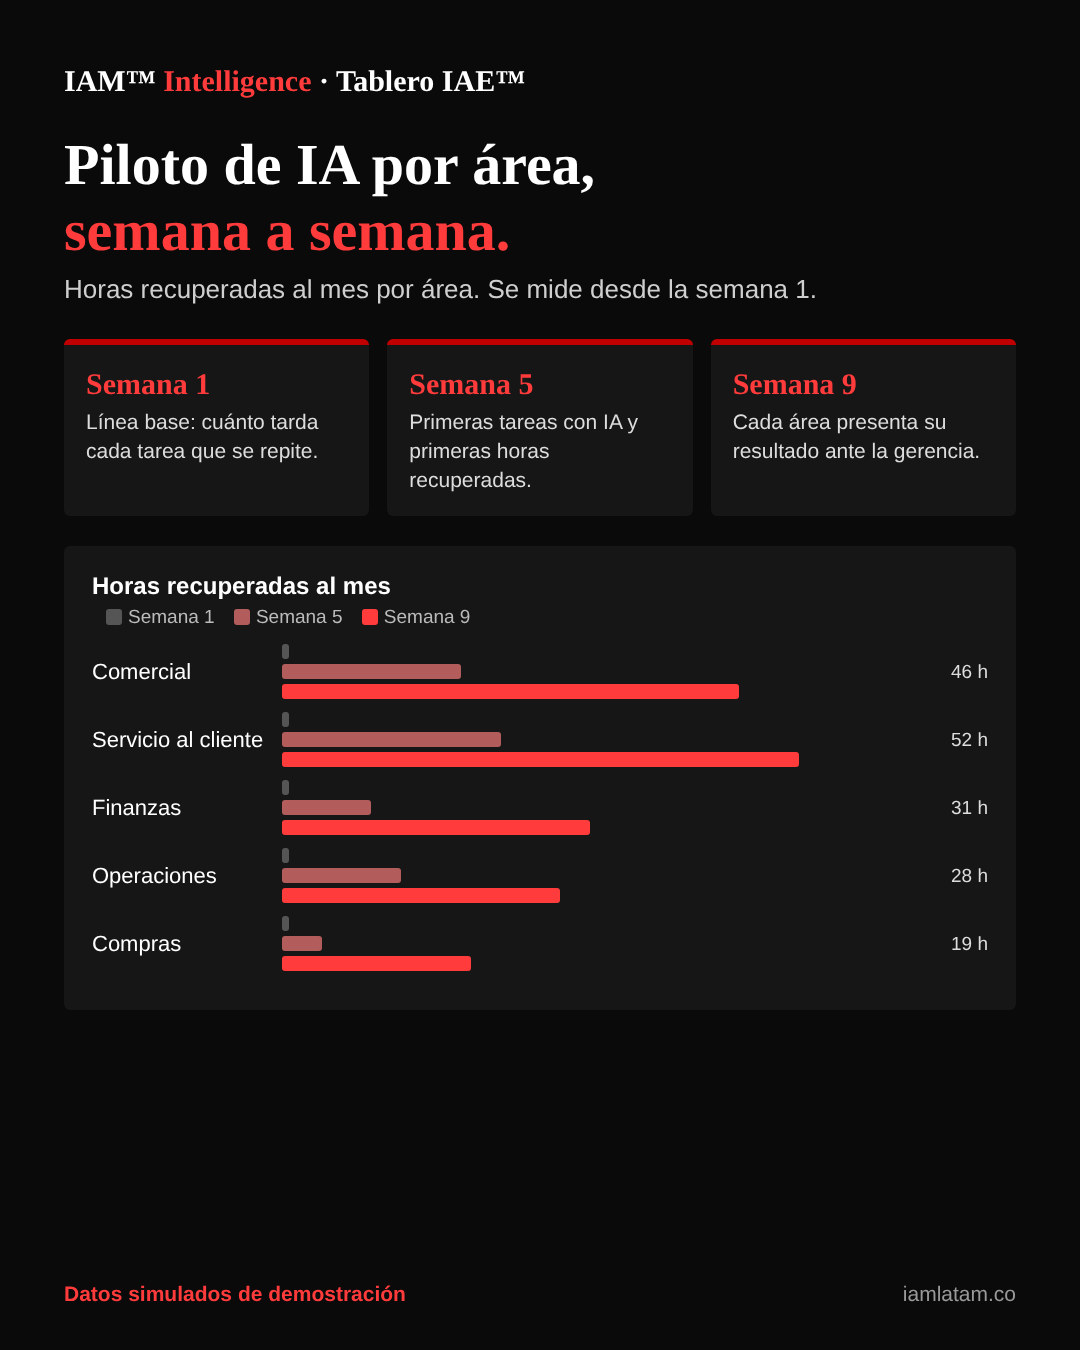 IAM™ Intelligence · Tablero IAE™
Piloto de IA por área,
semana a semana.
Horas recuperadas al mes por área. Se mide desde la semana 1.
Semana 1
Línea base: cuánto tarda
cada tarea que se repite.
Semana 5
Primeras tareas con IA y
primeras horas
recuperadas.
Semana 9
Cada área presenta su
resultado ante la gerencia.
Horas recuperadas al mes
Semana 1 Semana 5 Semana 9
Comercial 46 h
Servicio al cliente 52 h
Finanzas 31 h
Operaciones 28 h
Compras 19 h
Datos simulados de demostración
iamlatam.co